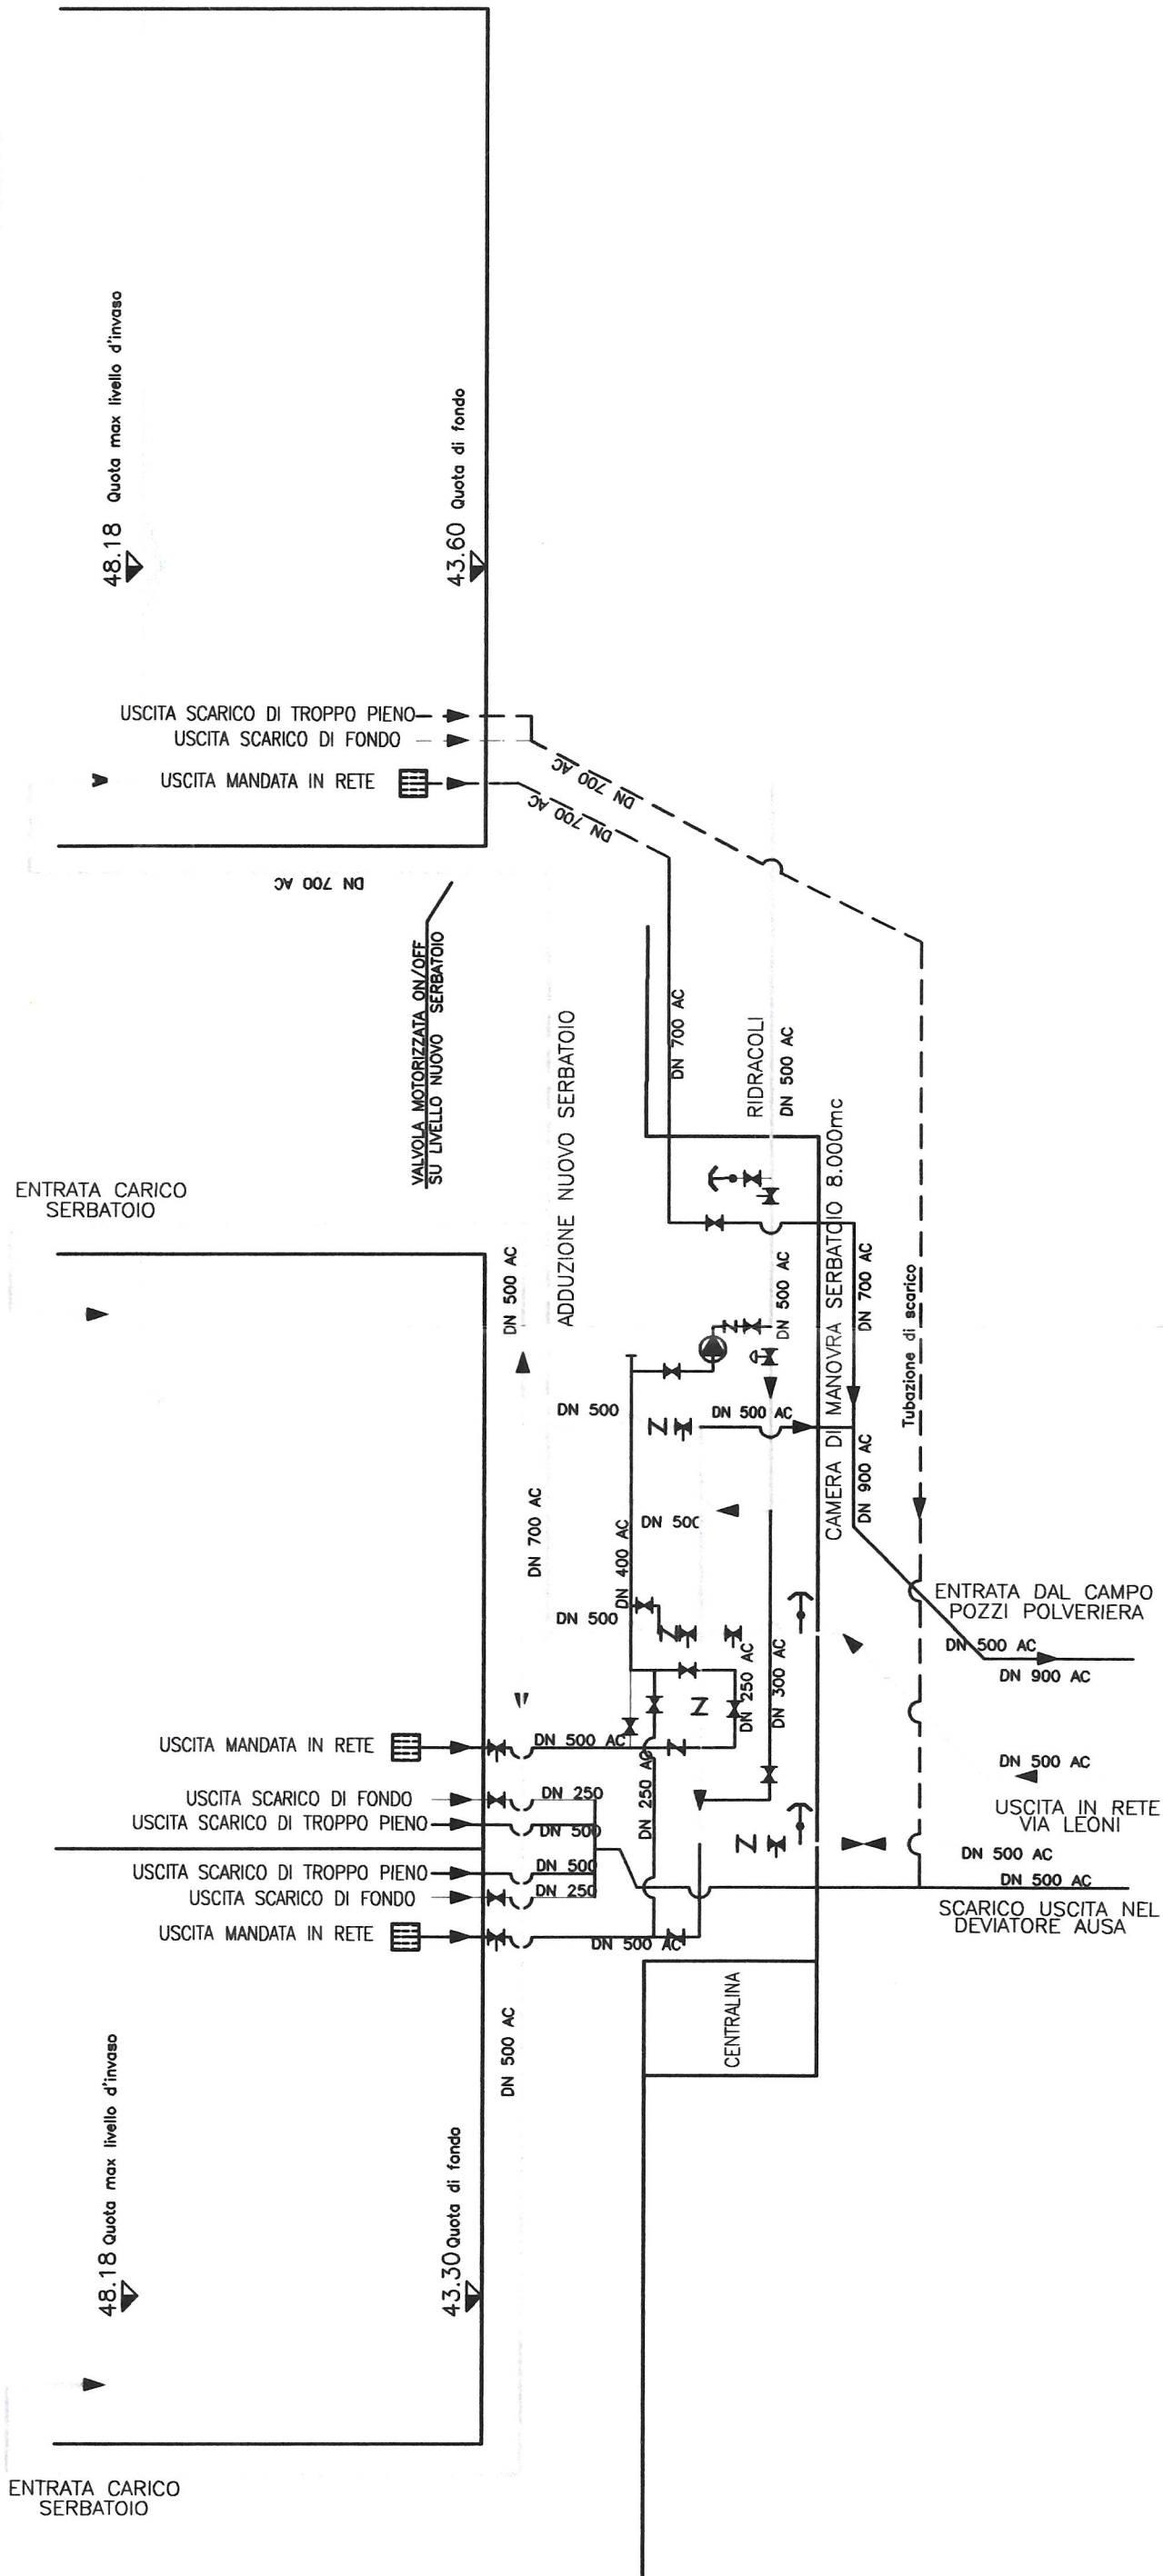 48.18 Quota max livello d'invaso
43.60 Quota di fondo
USCITA SCARICO DI TROPPO PIENO
USCITA SCARICO DI FONDO
USCITA MANDATA IN RETE
DN 700 AC
DN 700 AC
DN 700 AC
VALVOLA MOTORIZZATA ON/OFF
SU LIVELLO NUOVO SERBATOIO
ADDUZIONE NUOVO SERBATOIO
DN 700 AC
RIDRACOLI
DN 500 AC
ENTRATA CARICO
SERBATOIO
DN 500 AC
DN 500 AC
CAMERA DI MANOVRA SERBATOIO 8.000mc
DN 700 AC
Tubazione di scarico
DN 500
DN 500 AC
DN 900 AC
DN 700 AC
DN 400 AC
DN 500
DN 500
ENTRATA DAL CAMPO
POZZI POLVERIERA
DN 500 AC
DN 900 AC
DN 250 AC
DN 300 AC
USCITA MANDATA IN RETE
DN 500 AC
DN 500 AC
USCITA SCARICO DI FONDO
DN 250
DN 250 AC
USCITA IN RETE
VIA LEONI
USCITA SCARICO DI TROPPO PIENO
DN 500
DN 500 AC
USCITA SCARICO DI TROPPO PIENO
DN 500
DN 500 AC
USCITA SCARICO DI FONDO
DN 250
SCARICO USCITA NEL
DEVIATORE AUSA
USCITA MANDATA IN RETE
DN 500 AC
CENTRALINA
DN 500 AC
48.18 Quota max livello d'invaso
43.30 Quota di fondo
ENTRATA CARICO
SERBATOIO